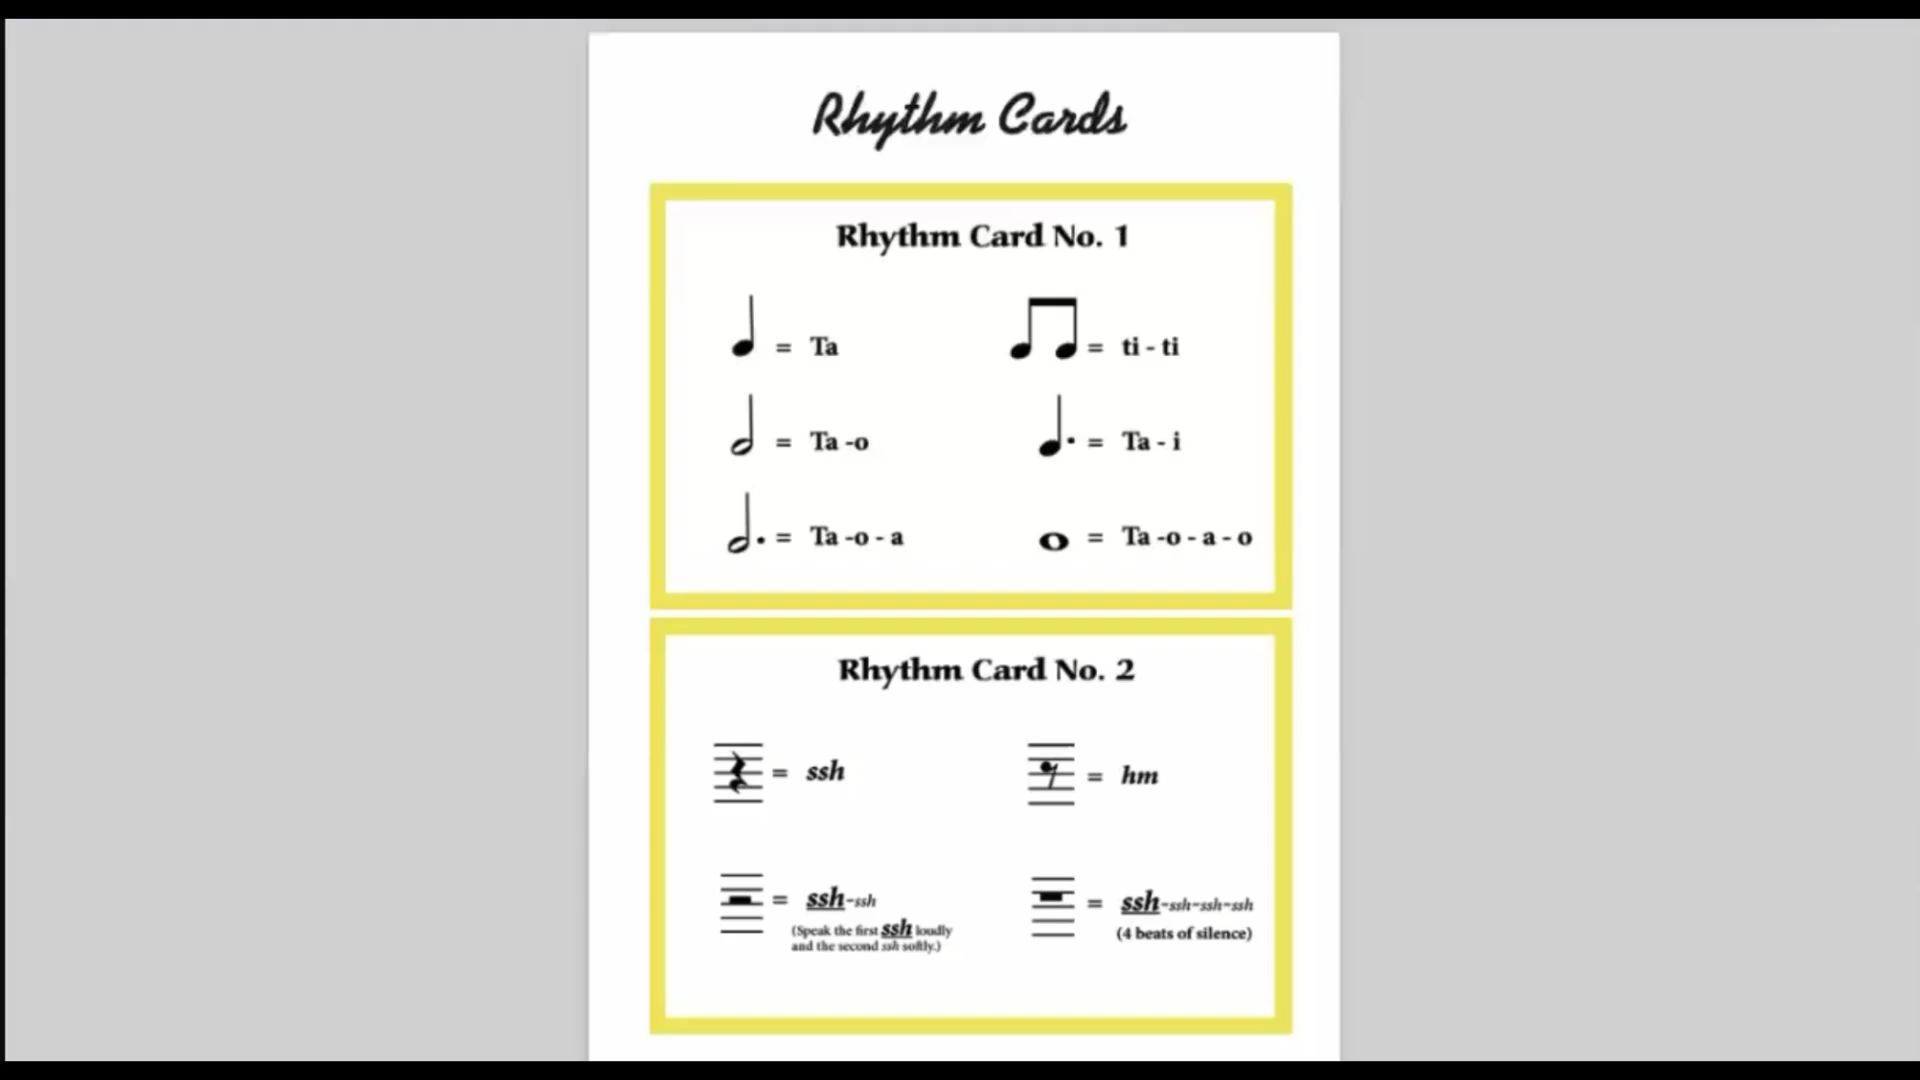 Rhythm Cards
Rhythm Card No. 1
= Ta
= ti - ti
= Ta -o
= Ta - i
= Ta -o - a
= Ta -o - a - o
Rhythm Card No. 2
= ssh
= hm
= ssh-ssh
(Speak the first ssh loudly
and the second ssh softly.)
= ssh-ssh-ssh-ssh
(4 beats of silence)